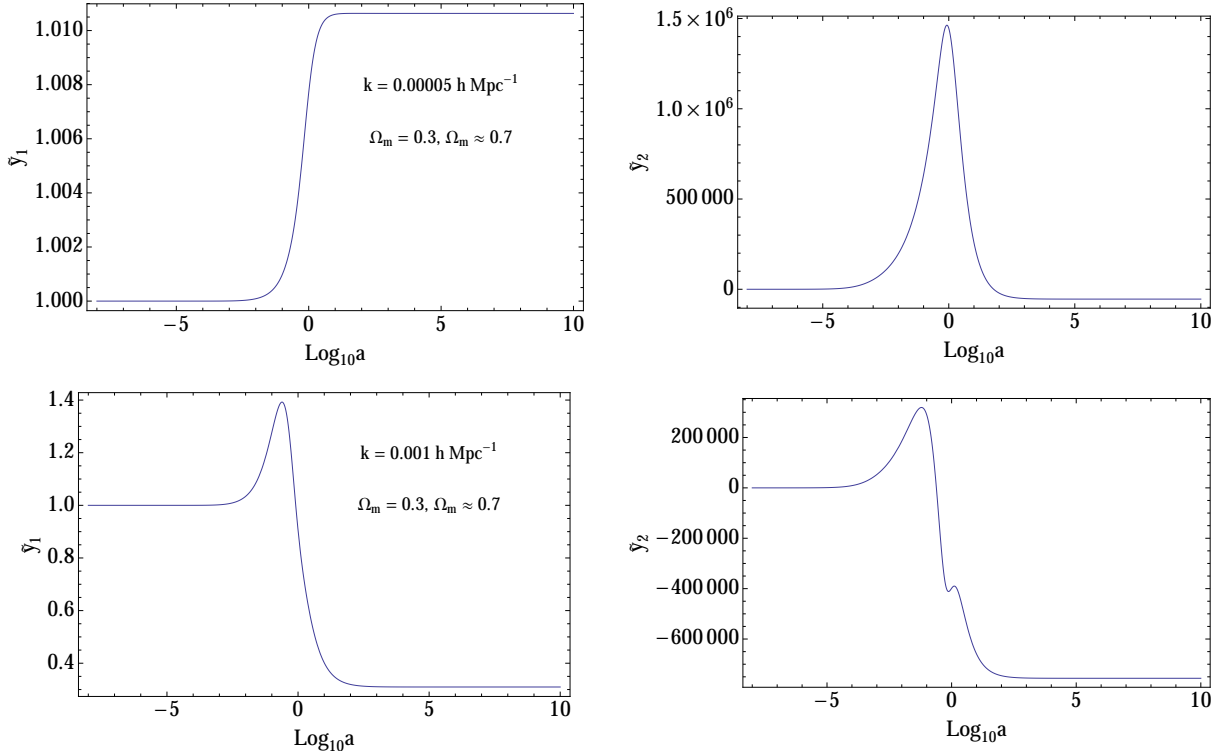 1.010
1.008
1.006
1.004
1.002
1.000
ỹ₁
k = 0.00005 h Mpc⁻¹
Ωₘ = 0.3, Ωₘ ≈ 0.7
−5 0 5 10
Log₁₀a
1.5 × 10⁶
1.0 × 10⁶
500 000
0
ỹ₂
−5 0 5 10
Log₁₀a
1.4
1.2
1.0
0.8
0.6
0.4
ỹ₁
k = 0.001 h Mpc⁻¹
Ωₘ = 0.3, Ωₘ ≈ 0.7
−5 0 5 10
Log₁₀a
200 000
0
−200 000
−400 000
−600 000
ỹ₂
−5 0 5 10
Log₁₀a